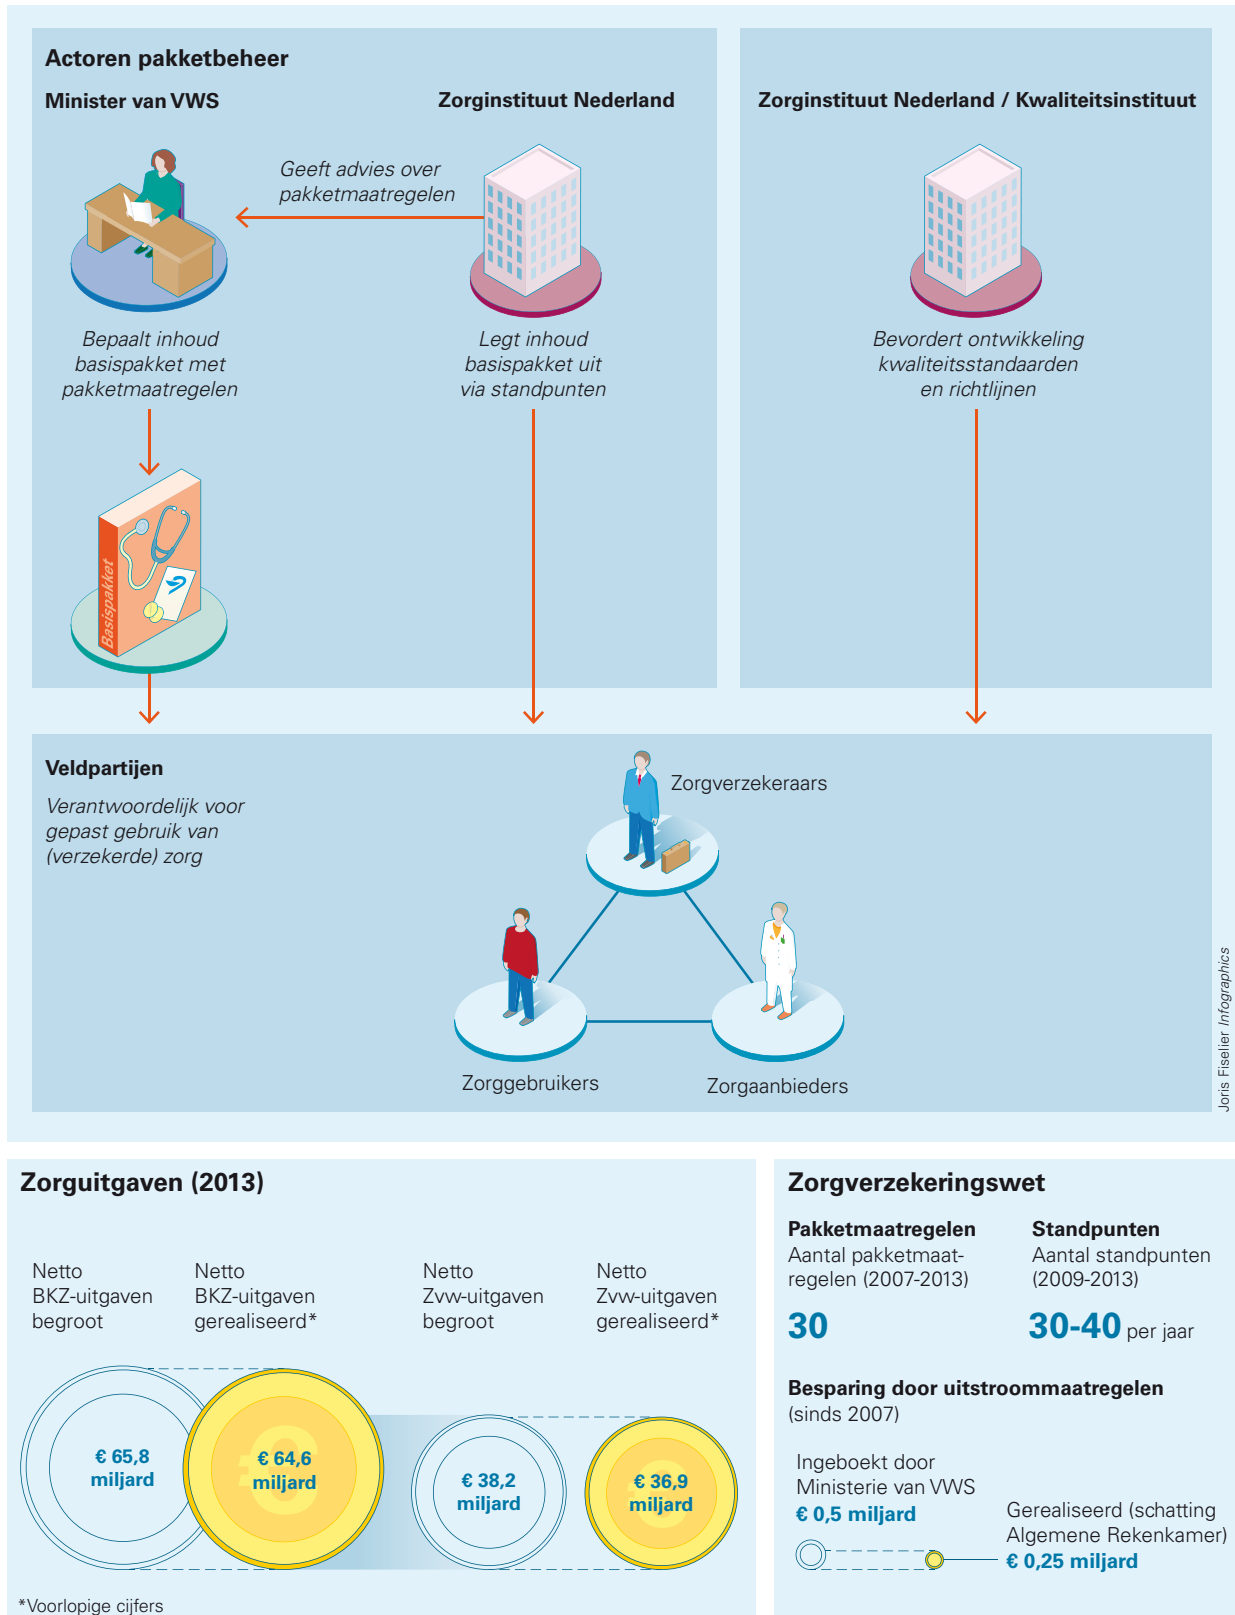 Actoren pakketbeheer
Minister van VWS
Zorginstituut Nederland
Geeft advies over
pakketmaatregelen
Bepaalt inhoud
basispakket met
pakketmaatregelen
Legt inhoud
basispakket uit
via standpunten
Basispakket
Zorginstituut Nederland / Kwaliteitsinstituut
Bevordert ontwikkeling
kwaliteitsstandaarden
en richtlijnen
Veldpartijen
Verantwoordelijk voor
gepast gebruik van
(verzekerde) zorg
Zorgverzekeraars
Zorggebruikers
Zorgaanbieders
Joris Fiselier Infographics
Zorguitgaven (2013)
Netto
BKZ-uitgaven
begroot
Netto
BKZ-uitgaven
gerealiseerd*
Netto
Zvw-uitgaven
begroot
Netto
Zvw-uitgaven
gerealiseerd*
€ 65,8
miljard
€ 64,6
miljard
€ 38,2
miljard
€ 36,9
miljard
*Voorlopige cijfers
Zorgverzekeringswet
Pakketmaatregelen
Aantal pakketmaat-
regelen (2007-2013)
30
Standpunten
Aantal standpunten
(2009-2013)
30-40 per jaar
Besparing door uitstroommaatregelen
(sinds 2007)
Ingeboekt door
Ministerie van VWS
€ 0,5 miljard
Gerealiseerd (schatting
Algemene Rekenkamer)
€ 0,25 miljard